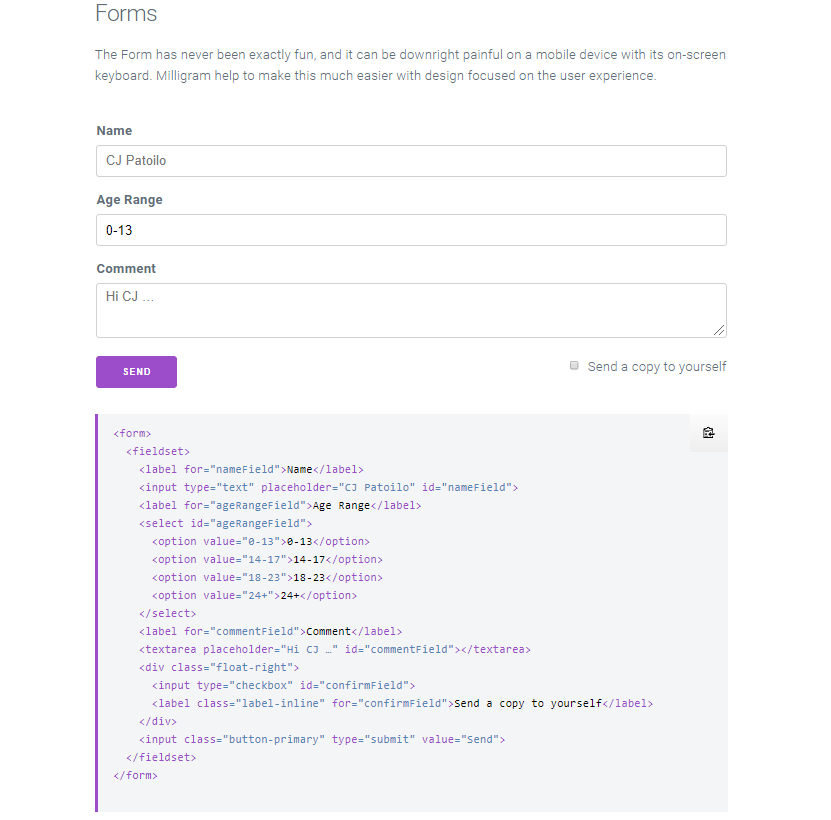 Forms
The Form has never been exactly fun, and it can be downright painful on a mobile device with its on-screen
keyboard. Milligram help to make this much easier with design focused on the user experience.
Name
CJ Patoilo
Age Range
0-13
Comment
Hi CJ …
SEND
Send a copy to yourself
<form>
  <fieldset>
    <label for="nameField">Name</label>
    <input type="text" placeholder="CJ Patoilo" id="nameField">
    <label for="ageRangeField">Age Range</label>
    <select id="ageRangeField">
      <option value="0-13">0-13</option>
      <option value="14-17">14-17</option>
      <option value="18-23">18-23</option>
      <option value="24+">24+</option>
    </select>
    <label for="commentField">Comment</label>
    <textarea placeholder="Hi CJ …" id="commentField"></textarea>
    <div class="float-right">
      <input type="checkbox" id="confirmField">
      <label class="label-inline" for="confirmField">Send a copy to yourself</label>
    </div>
    <input class="button-primary" type="submit" value="Send">
  </fieldset>
</form>